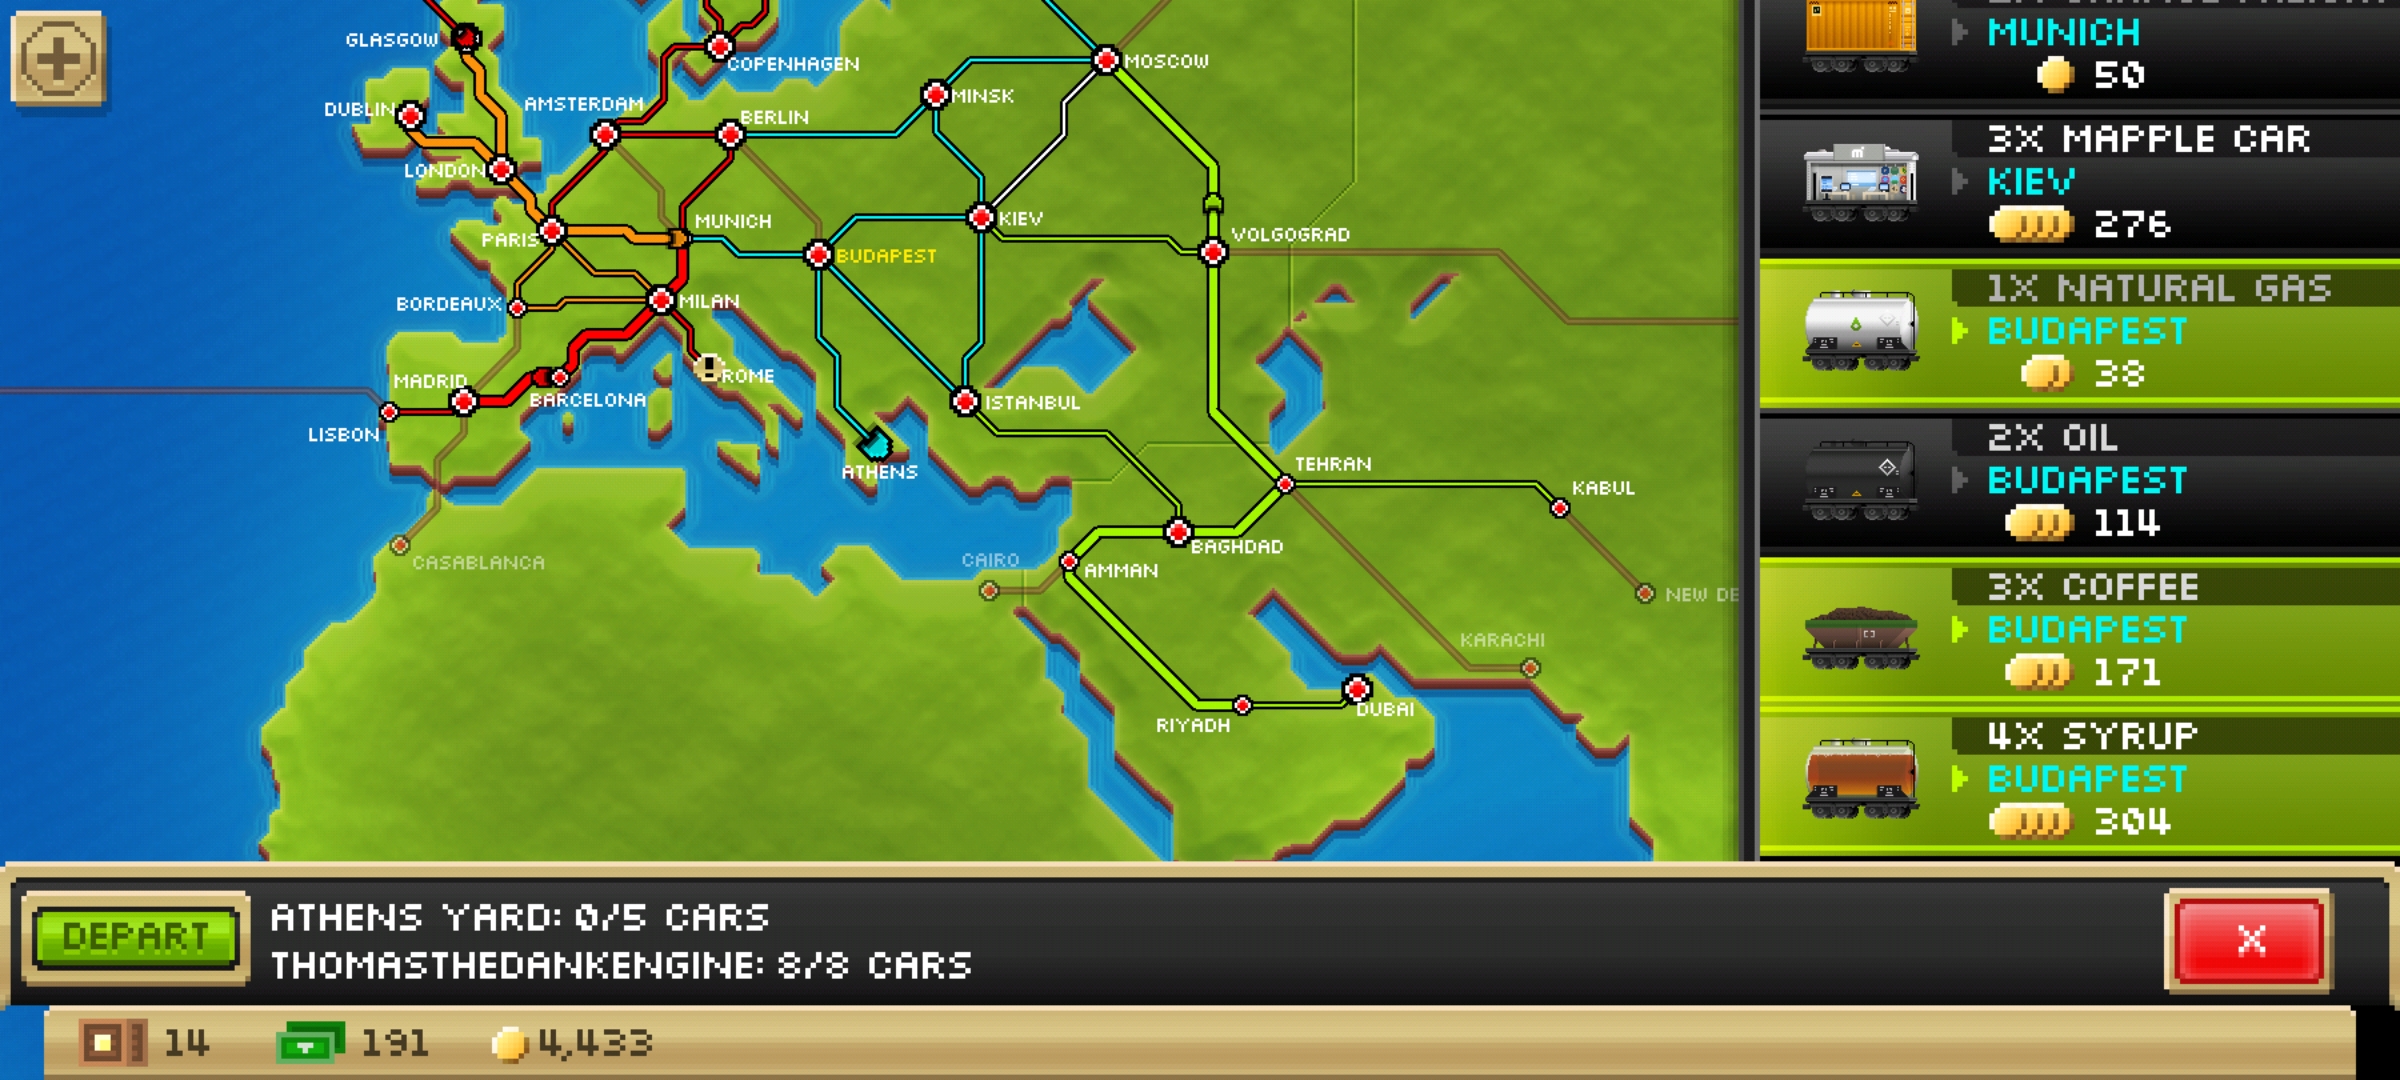 GLASGOW
COPENHAGEN
MOSCOW
DUBLIN
AMSTERDAM
BERLIN
MINSK
LONDON
PARIS
MUNICH
KIEV
VOLGOGRAD
BUDAPEST
BORDEAUX
MILAN
MADRID
ROME
BARCELONA
ISTANBUL
LISBON
ATHENS
TEHRAN
KABUL
BAGHDAD
CASABLANCA
CAIRO
AMMAN
NEW DE
KARACHI
RIYADH
DUBAI
MUNICH
50
3X MAPPLE CAR
KIEV
276
1X NATURAL GAS
BUDAPEST
38
2X OIL
BUDAPEST
114
3X COFFEE
BUDAPEST
171
4X SYRUP
BUDAPEST
304
DEPART
ATHENS YARD: 0/5 CARS
THOMASTHEDANKENGINE: 8/8 CARS
X
14
191
4,433